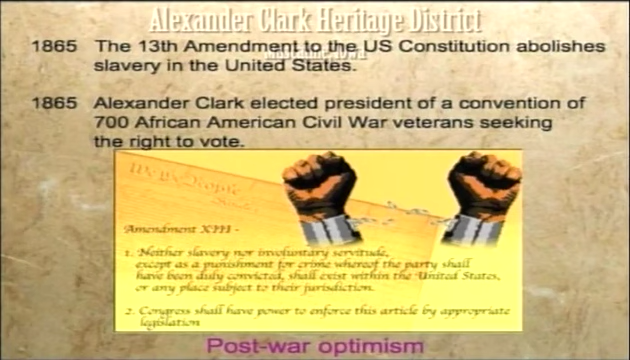 Alexander Clark Heritage District
Muscatine, Iowa
1865 The 13th Amendment to the US Constitution abolishes
slavery in the United States.
1865 Alexander Clark elected president of a convention of
700 African American Civil War veterans seeking
the right to vote.
We the People
Amendment XIII -
1. Neither slavery nor involuntary servitude,
except as a punishment for crime whereof the party shall
have been duly convicted, shall exist within the United States,
or any place subject to their jurisdiction.
2. Congress shall have power to enforce this article by appropriate
legislation
Post-war optimism